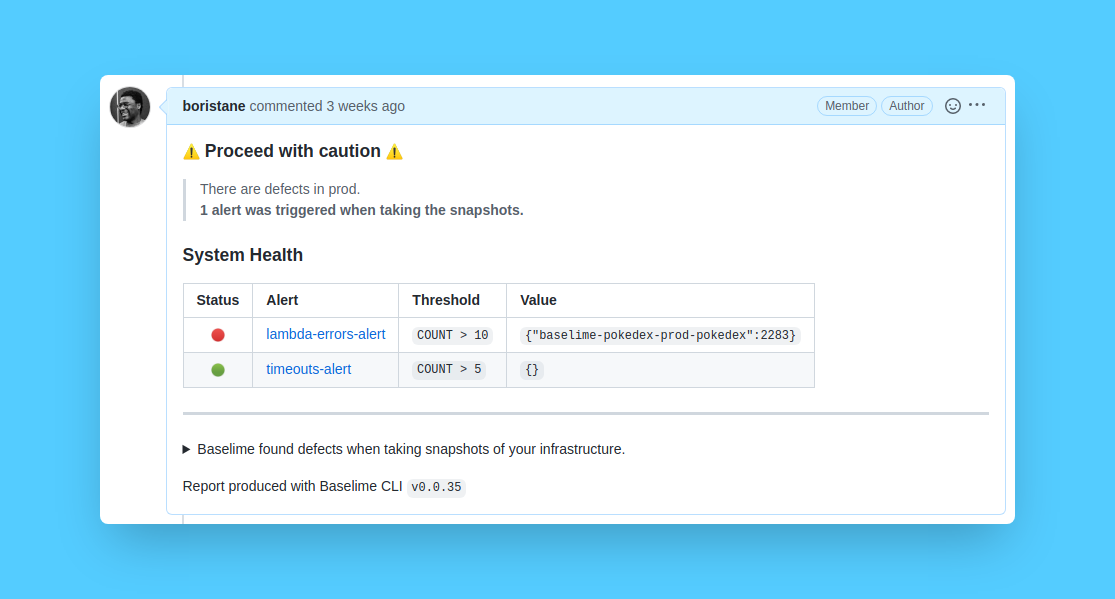 boristane commented 3 weeks ago Member Author
⚠️ Proceed with caution ⚠️
There are defects in prod.
1 alert was triggered when taking the snapshots.
System Health
Status Alert Threshold Value
lambda-errors-alert COUNT > 10 {"baselime-pokedex-prod-pokedex":2283}
timeouts-alert COUNT > 5 {}
Baselime found defects when taking snapshots of your infrastructure.
Report produced with Baselime CLI v0.0.35